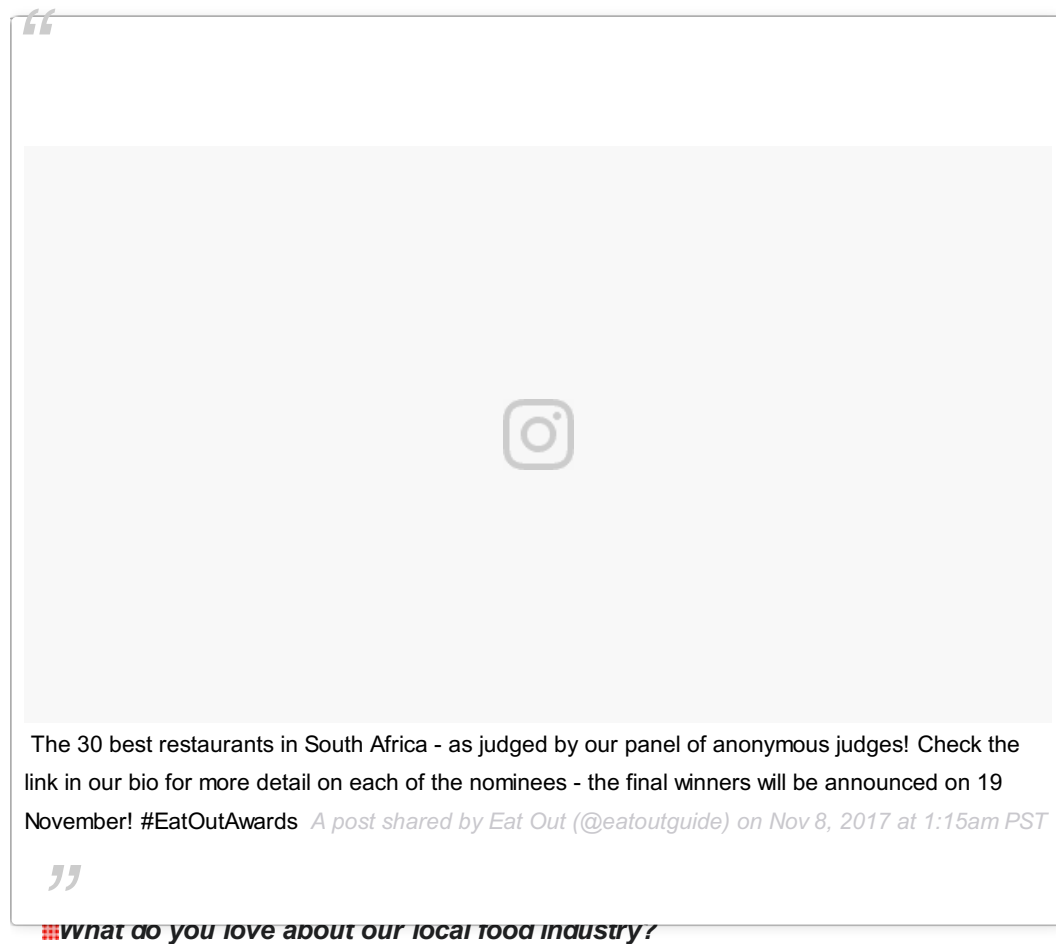 “
The 30 best restaurants in South Africa - as judged by our panel of anonymous judges! Check the
link in our bio for more detail on each of the nominees - the final winners will be announced on 19
November! #EatOutAwards A post shared by Eat Out (@eatoutguide) on Nov 8, 2017 at 1:15am PST
”
What do you love about our local food industry?